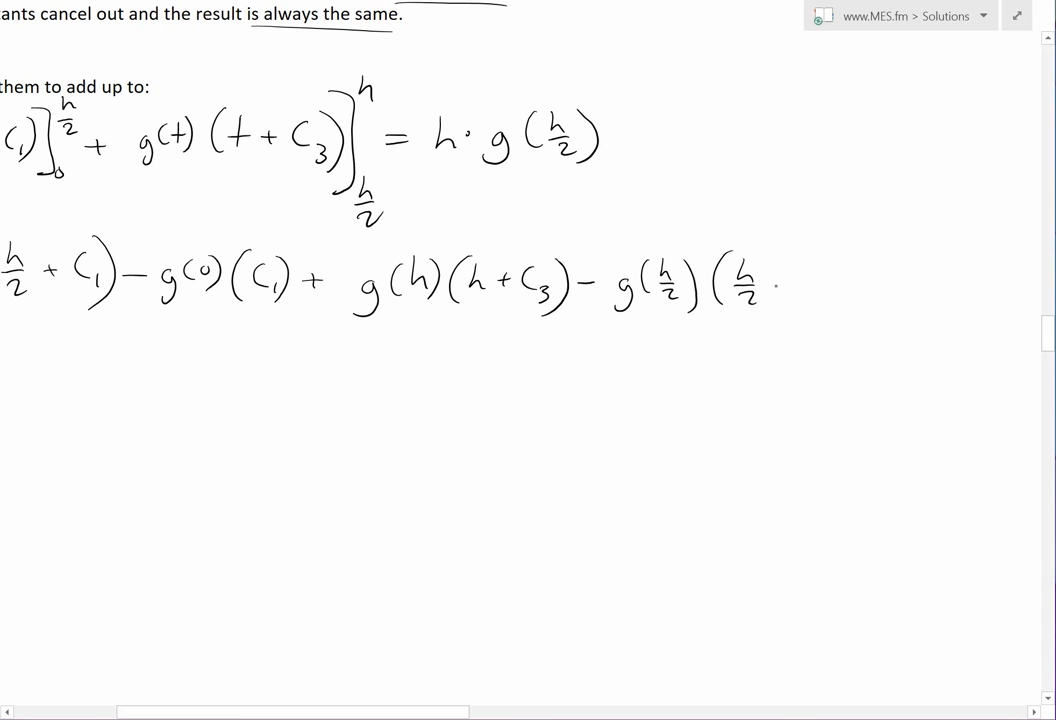 ants cancel out and the result is always the same.
www.MES.fm > Solutions
them to add up to:
C₁)]₀^(h/2) + g(t) (t + C₃)]_(h/2)^h = h · g(h/2)
h/2 + C₁) − g(0)(C₁) + g(h)(h + C₃) − g(h/2)(h/2